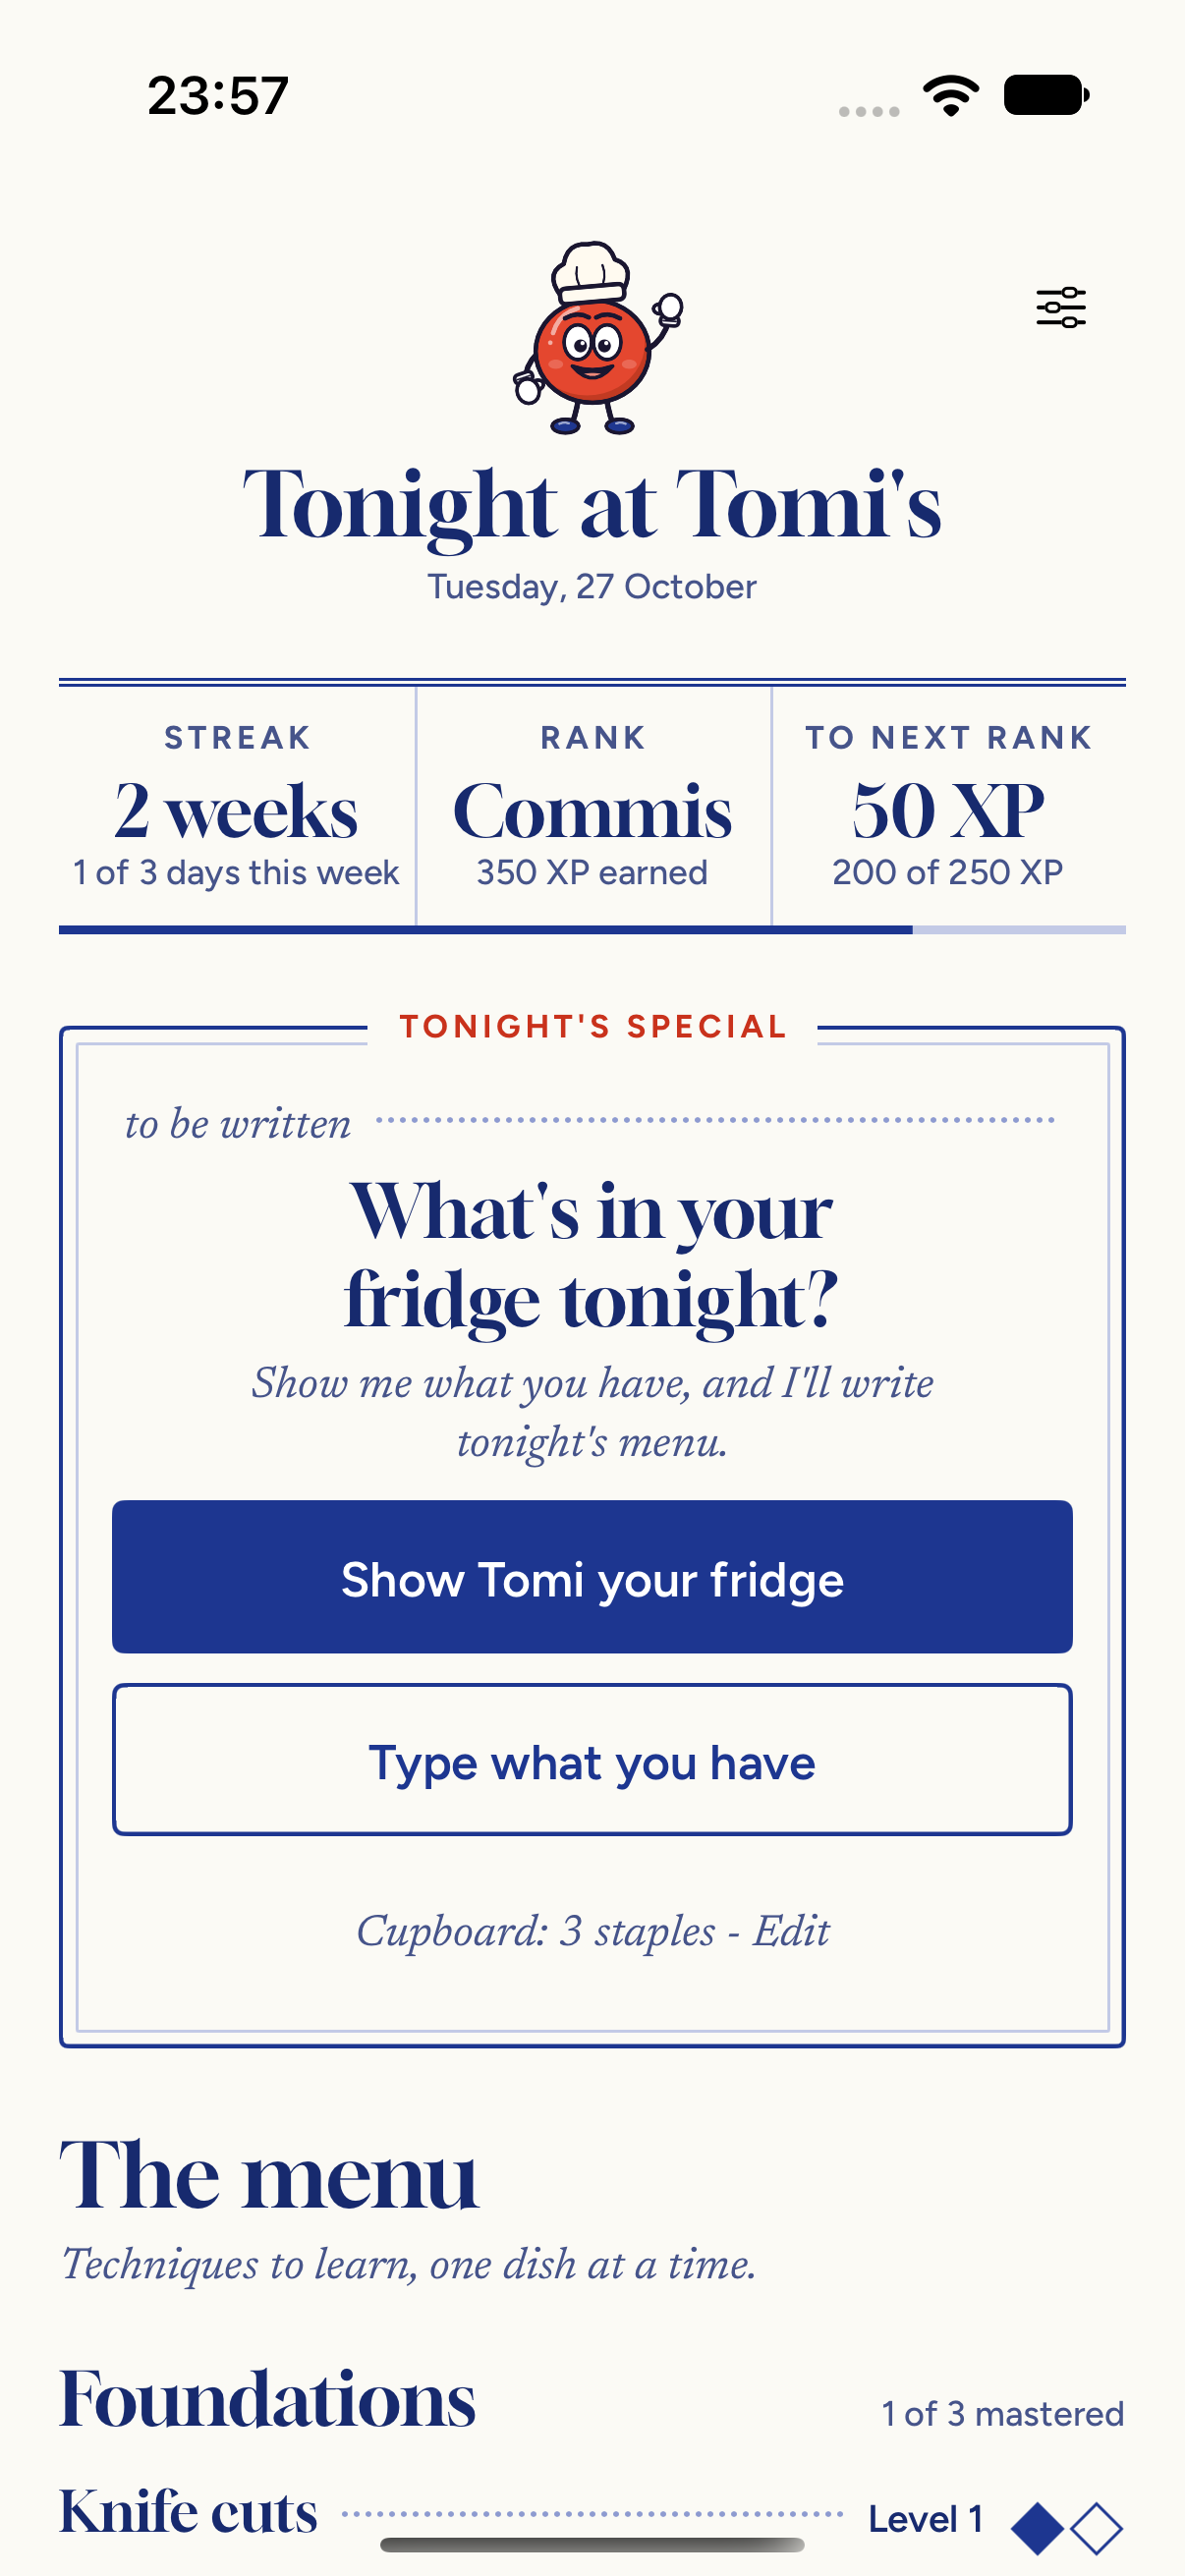 23:57
Tonight at Tomi's
Tuesday, 27 October
STREAK
2 weeks
1 of 3 days this week
RANK
Commis
350 XP earned
TO NEXT RANK
50 XP
200 of 250 XP
TONIGHT'S SPECIAL
to be written
What's in your
fridge tonight?
Show me what you have, and I'll write
tonight's menu.
Show Tomi your fridge
Type what you have
Cupboard: 3 staples - Edit
The menu
Techniques to learn, one dish at a time.
Foundations
1 of 3 mastered
Knife cuts
Level 1